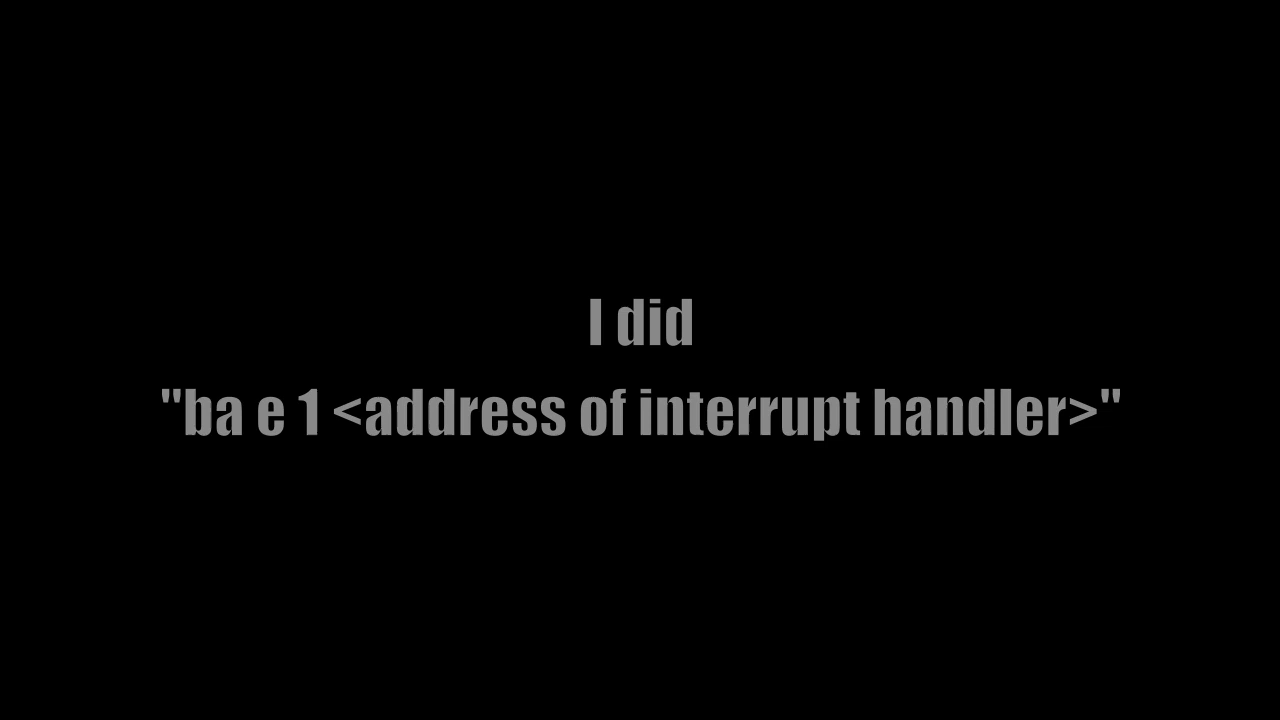 I did
"ba e 1 <address of interrupt handler>"